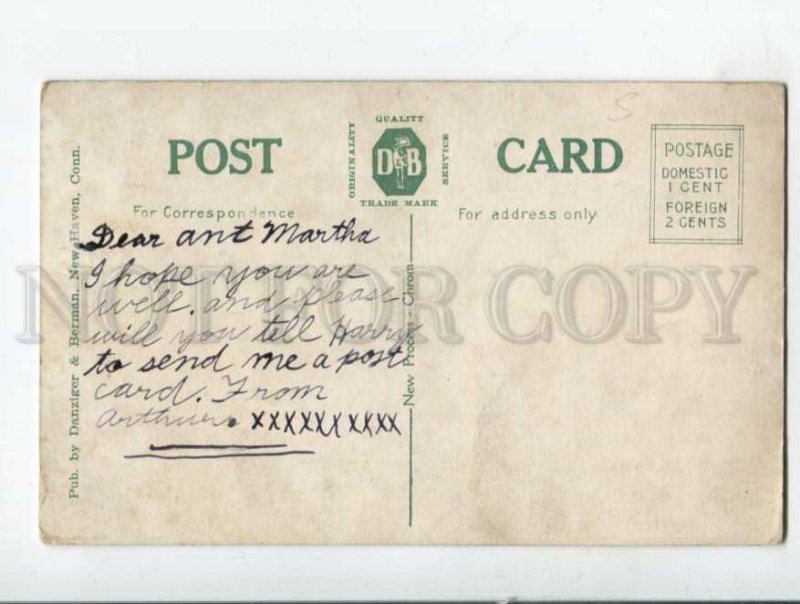 QUALITY
ORIGINALITY
D&B
SERVICE
TRADE MARK
POST CARD
For Correspondence
For address only
POSTAGE
DOMESTIC
1 CENT
FOREIGN
2 CENTS
S
Dear ant Martha
I hope you are
well. and please
will you tell Harry
to send me a post
card. From
Arthur. xxxxxxxxxx
Pub. by Danziger & Berman, New Haven, Conn.
New Process - Chrom
NOT FOR COPY